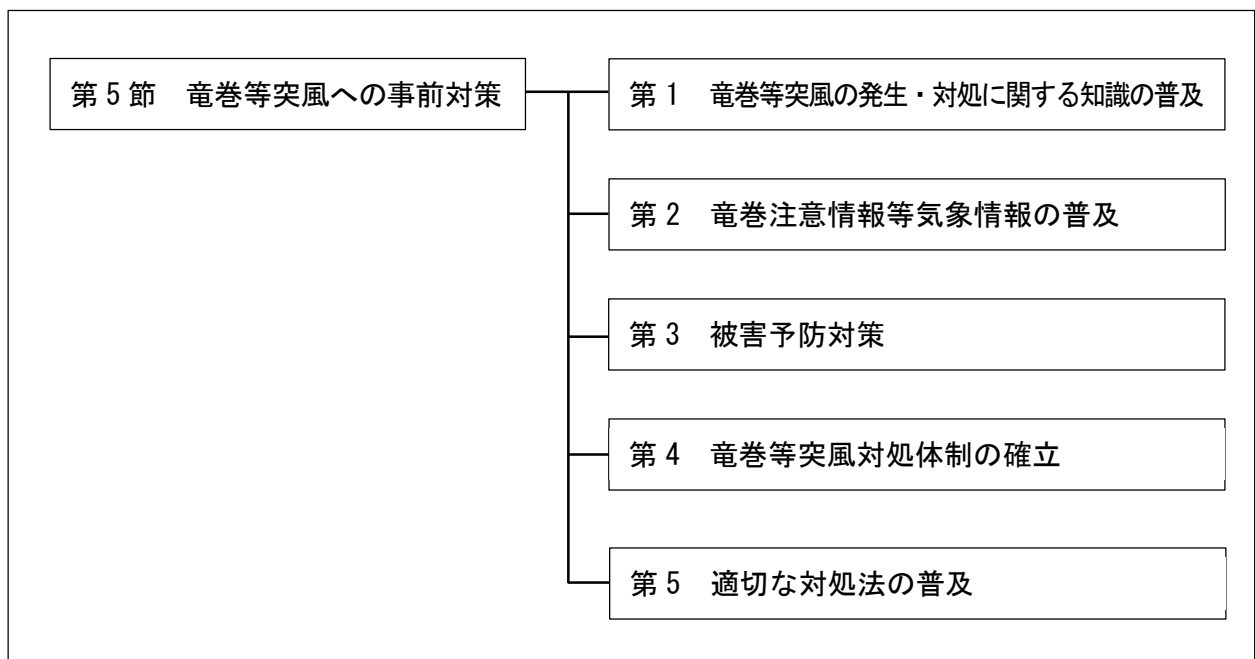 第5節　竜巻等突風への事前対策
第1　竜巻等突風の発生・対処に関する知識の普及
第2　竜巻注意情報等気象情報の普及
第3　被害予防対策
第4　竜巻等突風対処体制の確立
第5　適切な対処法の普及